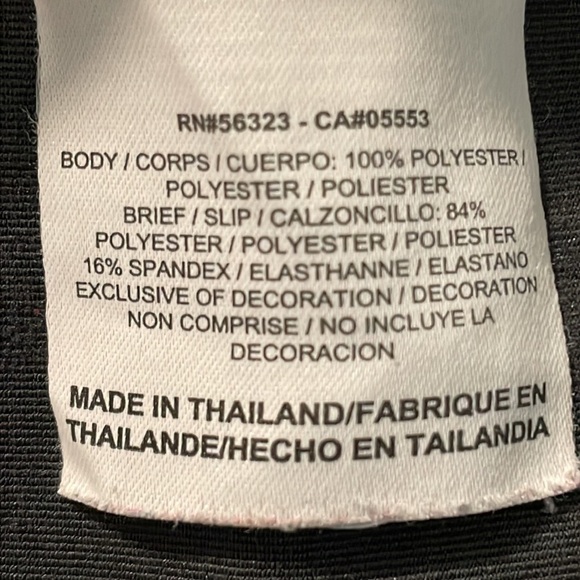 RN#56323 - CA#05553
BODY / CORPS / CUERPO: 100% POLYESTER /
POLYESTER / POLIESTER
BRIEF / SLIP / CALZONCILLO: 84%
POLYESTER / POLYESTER / POLIESTER
16% SPANDEX / ELASTHANNE / ELASTANO
EXCLUSIVE OF DECORATION / DECORATION
NON COMPRISE / NO INCLUYE LA
DECORACION
MADE IN THAILAND/FABRIQUE EN
THAILANDE/HECHO EN TAILANDIA